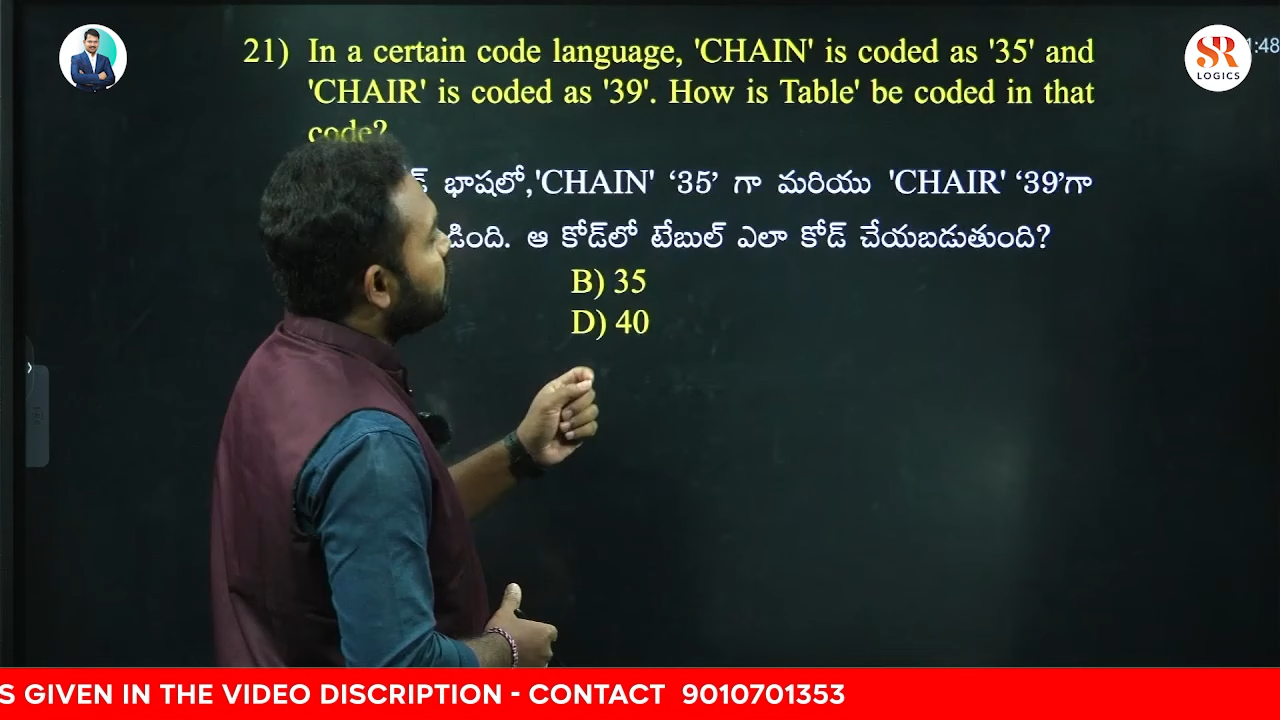 21) In a certain code language, 'CHAIN' is coded as '35' and
'CHAIR' is coded as '39'. How is Table' be coded in that
code?
భాషలో,'CHAIN' ‘35’ గా మరియు 'CHAIR' ‘39’గా
ఆ కోడ్‌లో టేబుల్ ఎలా కోడ్ చేయబడుతుంది?
B) 35
D) 40
SR
LOGICS
:48
S GIVEN IN THE VIDEO DISCRIPTION - CONTACT 9010701353